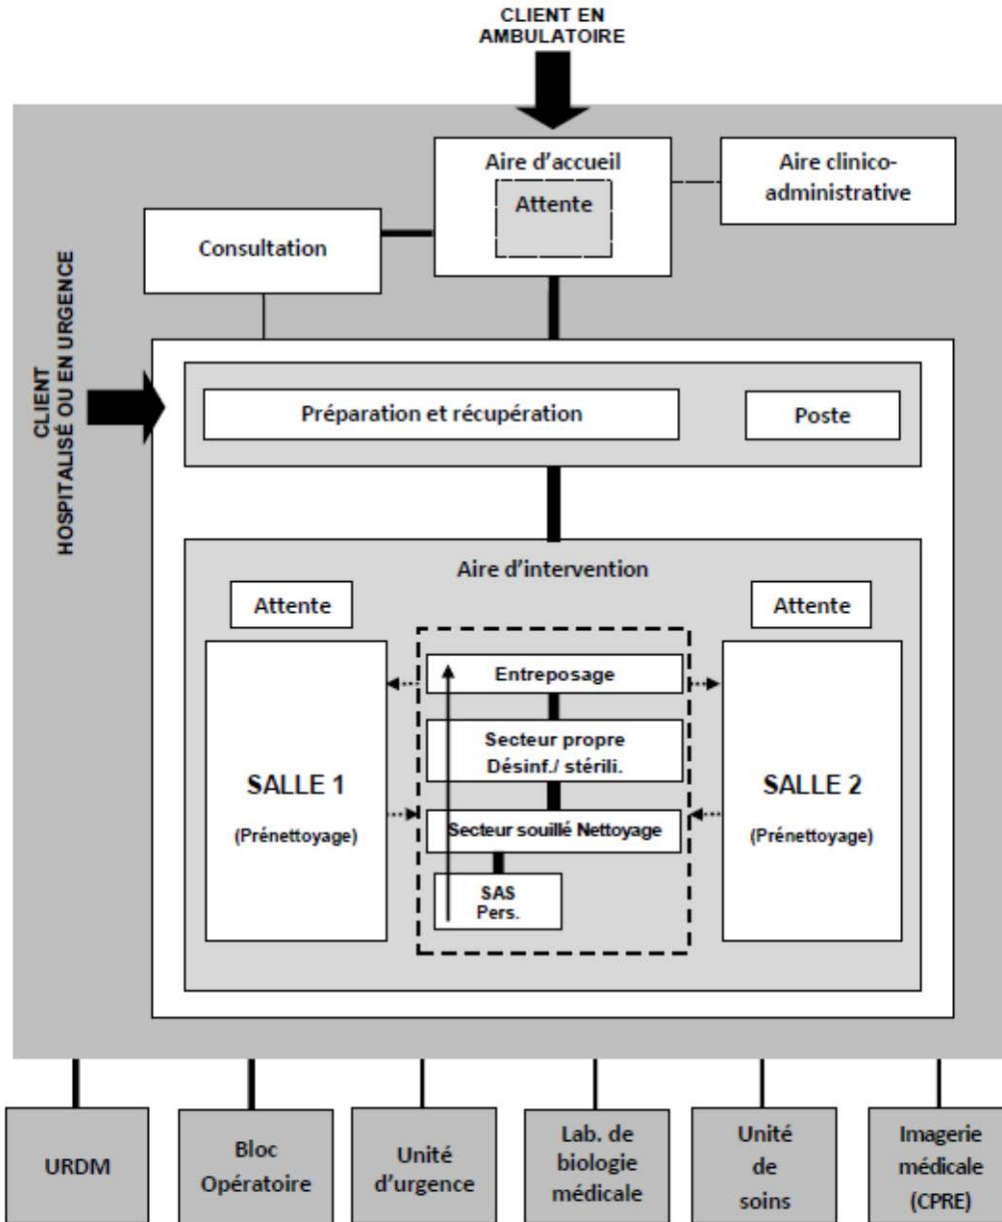 CLIENT EN
AMBULATOIRE
Aire d'accueil
Attente
Aire clinico-
administrative
Consultation
CLIENT
HOSPITALISÉ OU EN URGENCE
Préparation et récupération
Poste
Aire d'intervention
Attente
Attente
Entreposage
Secteur propre
Désinf./ stérili.
SALLE 1
(Prénettoyage)
SALLE 2
(Prénettoyage)
Secteur souillé Nettoyage
SAS
Pers.
URDM
Bloc
Opératoire
Unité
d'urgence
Lab. de
biologie
médicale
Unité
de
soins
Imagerie
médicale
(CPRE)